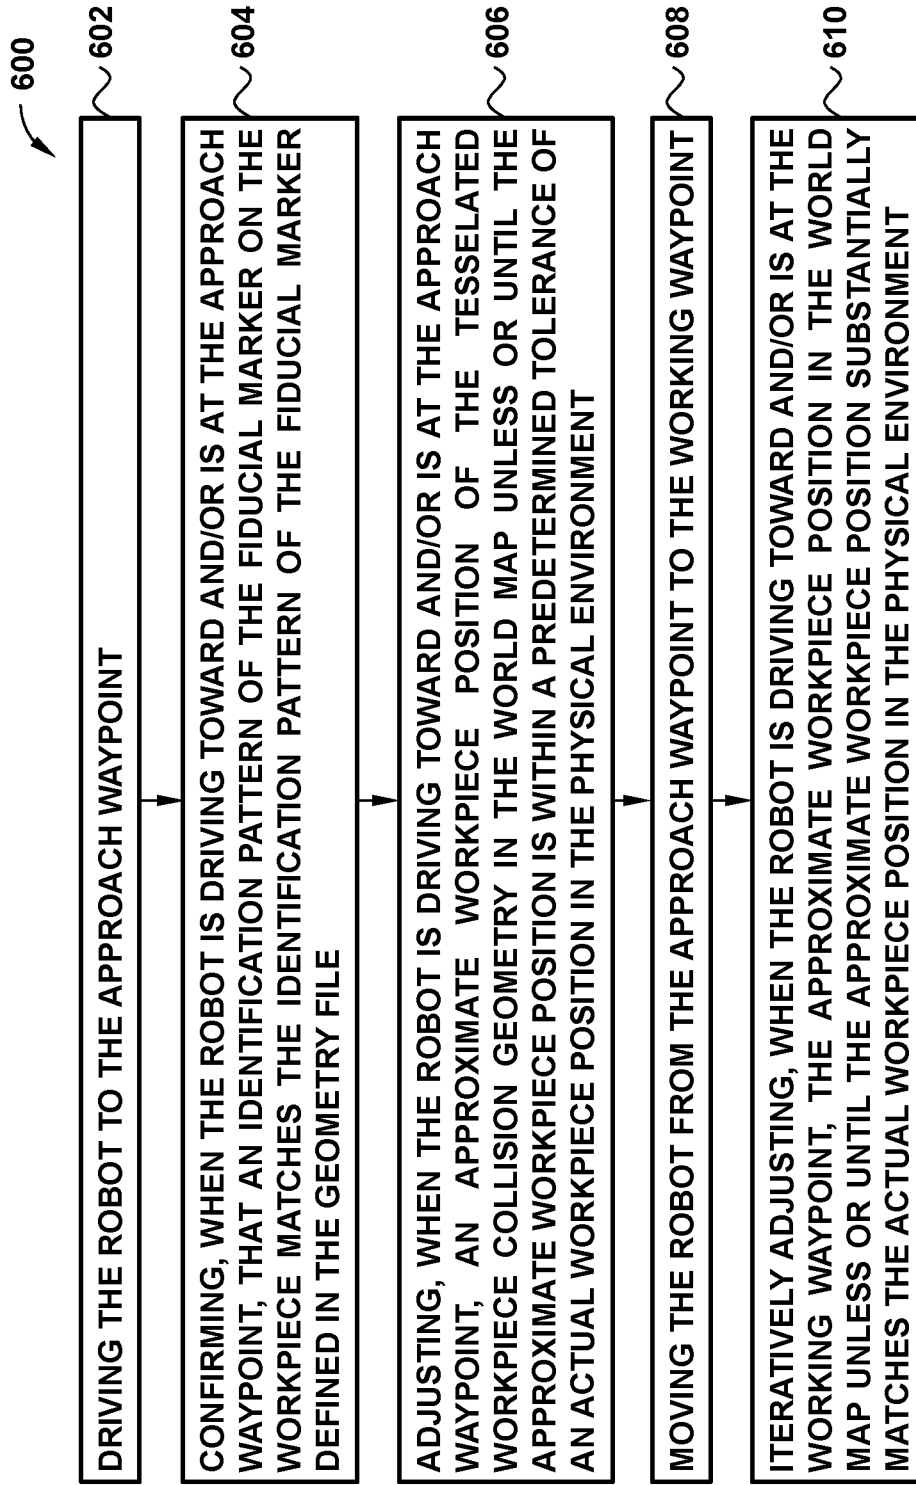 600
DRIVING THE ROBOT TO THE APPROACH WAYPOINT
602
CONFIRMING, WHEN THE ROBOT IS DRIVING TOWARD AND/OR IS AT THE APPROACH
WAYPOINT, THAT AN IDENTIFICATION PATTERN OF THE FIDUCIAL MARKER ON THE
WORKPIECE MATCHES THE IDENTIFICATION PATTERN OF THE FIDUCIAL MARKER
DEFINED IN THE GEOMETRY FILE
604
ADJUSTING, WHEN THE ROBOT IS DRIVING TOWARD AND/OR IS AT THE APPROACH
WAYPOINT, AN APPROXIMATE WORKPIECE POSITION OF THE TESSELATED
WORKPIECE COLLISION GEOMETRY IN THE WORLD MAP UNLESS OR UNTIL THE
APPROXIMATE WORKPIECE POSITION IS WITHIN A PREDETERMINED TOLERANCE OF
AN ACTUAL WORKPIECE POSITION IN THE PHYSICAL ENVIRONMENT
606
MOVING THE ROBOT FROM THE APPROACH WAYPOINT TO THE WORKING WAYPOINT
608
ITERATIVELY ADJUSTING, WHEN THE ROBOT IS DRIVING TOWARD AND/OR IS AT THE
WORKING WAYPOINT, THE APPROXIMATE WORKPIECE POSITION IN THE WORLD
MAP UNLESS OR UNTIL THE APPROXIMATE WORKPIECE POSITION SUBSTANTIALLY
MATCHES THE ACTUAL WORKPIECE POSITION IN THE PHYSICAL ENVIRONMENT
610